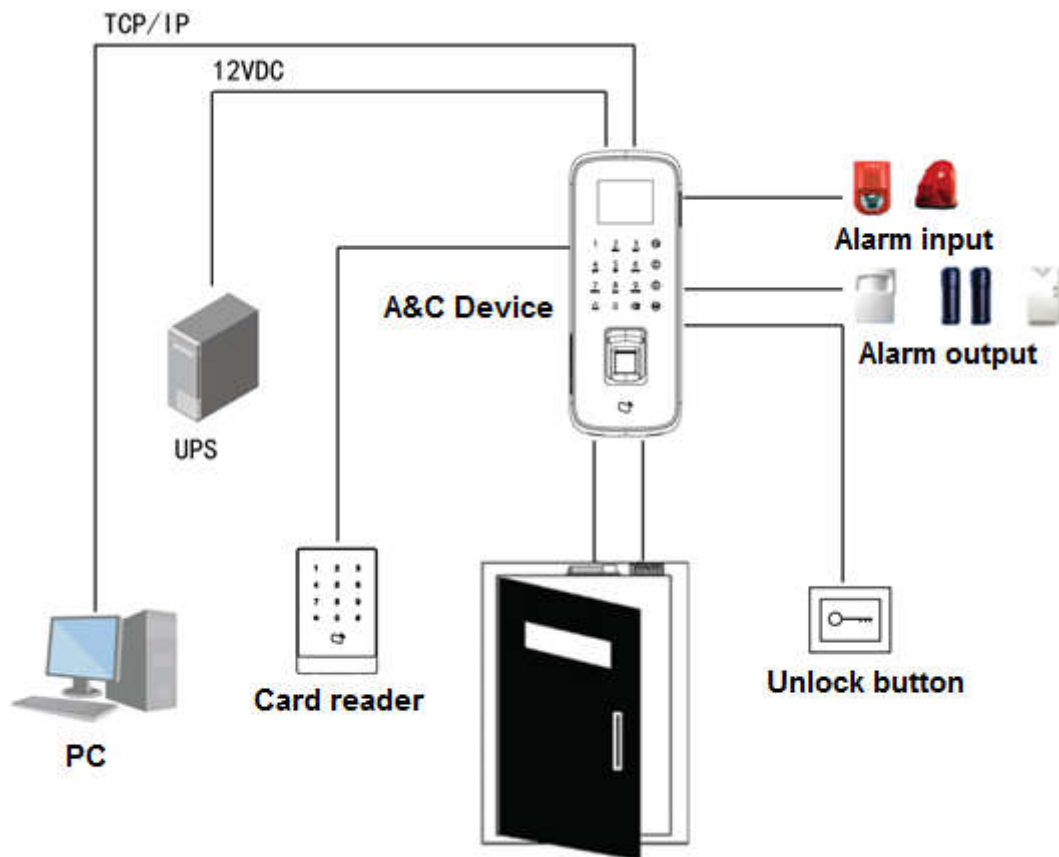 TCP/IP
12VDC
Alarm input
A&C Device
Alarm output
UPS
Card reader
Unlock button
PC